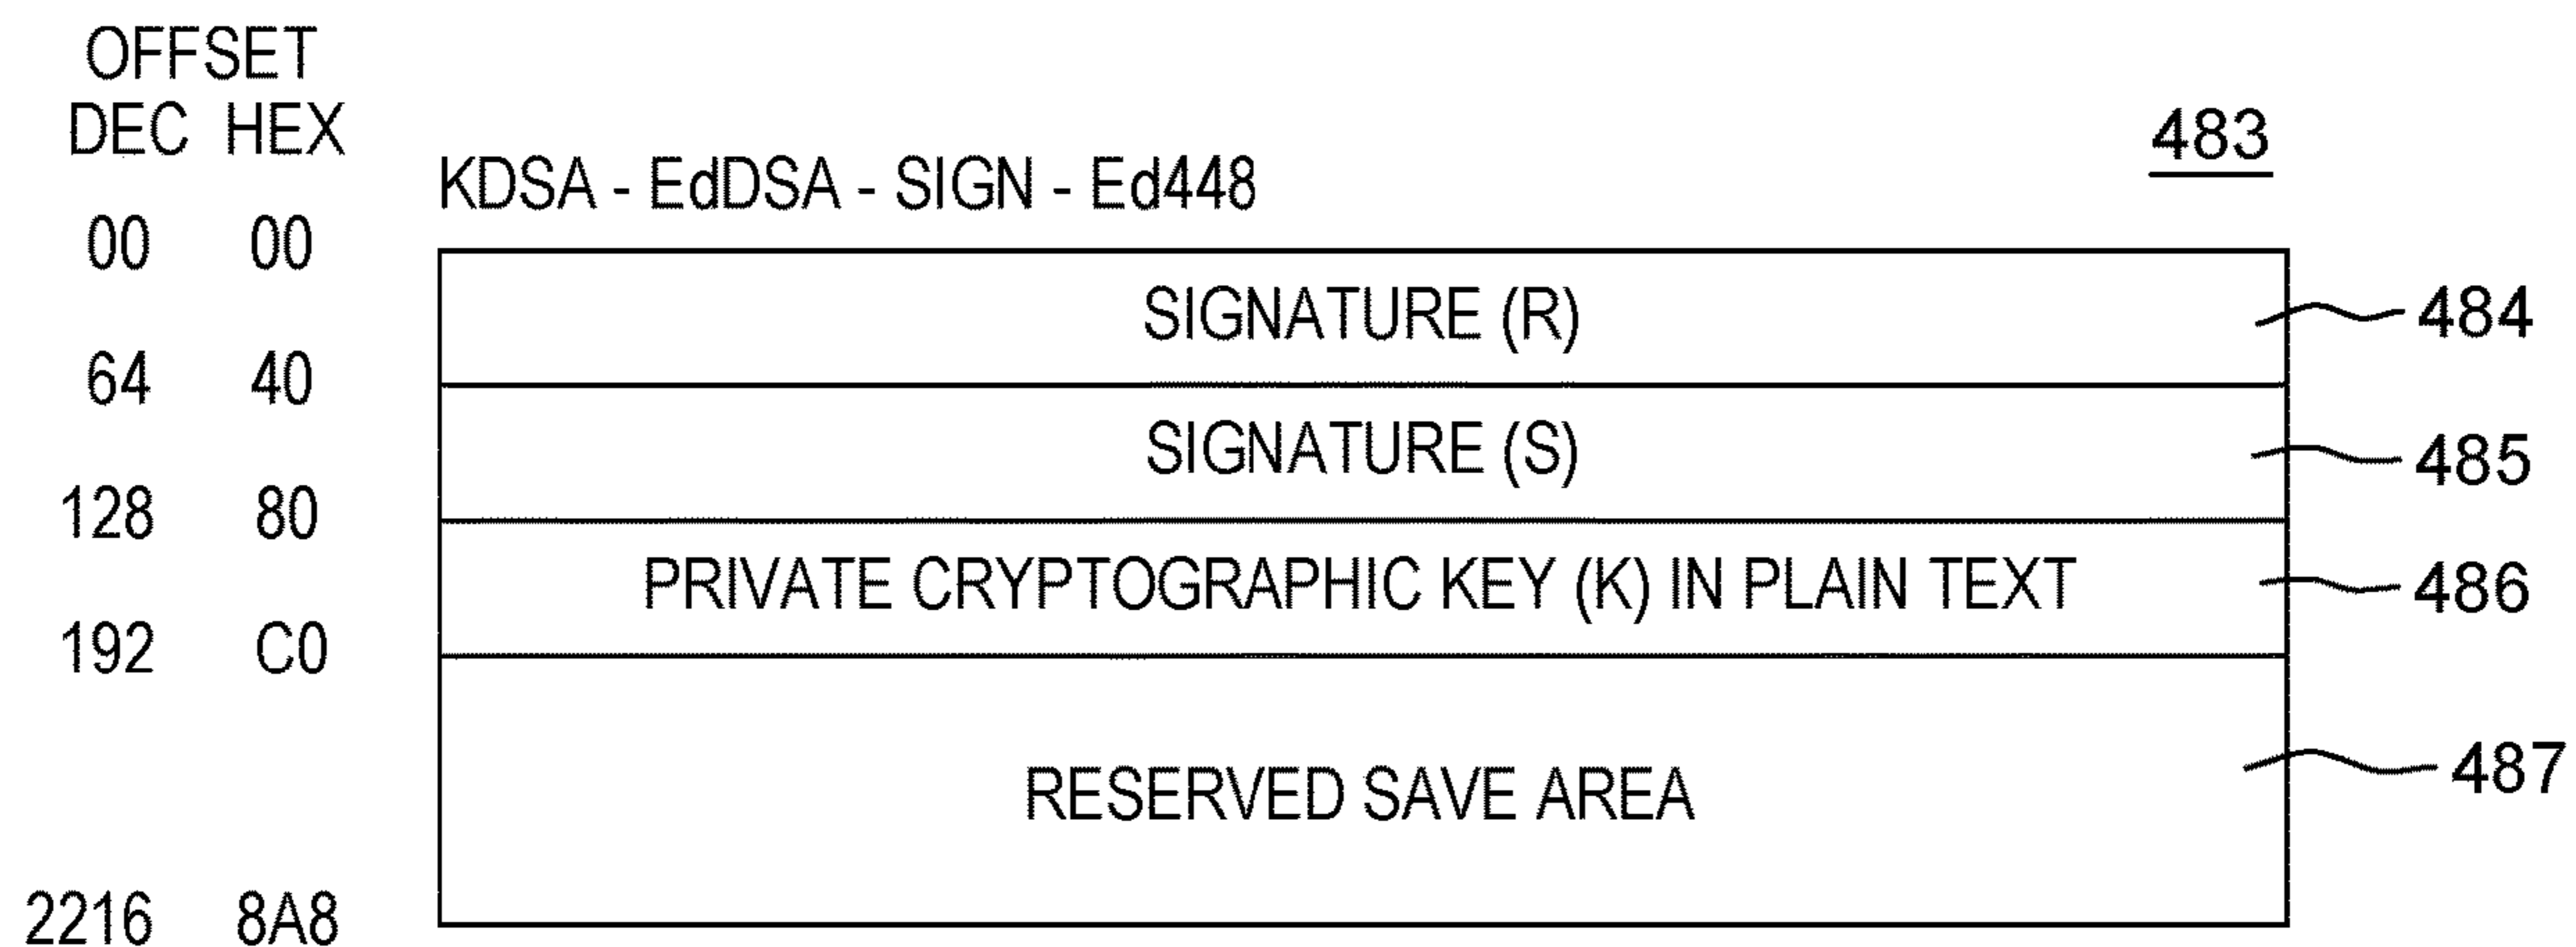 OFFSET
DEC HEX
483
KDSA - EdDSA - SIGN - Ed448
00 00
SIGNATURE (R)
484
64 40
SIGNATURE (S)
485
128 80
PRIVATE CRYPTOGRAPHIC KEY (K) IN PLAIN TEXT
486
192 C0
RESERVED SAVE AREA
487
2216 8A8